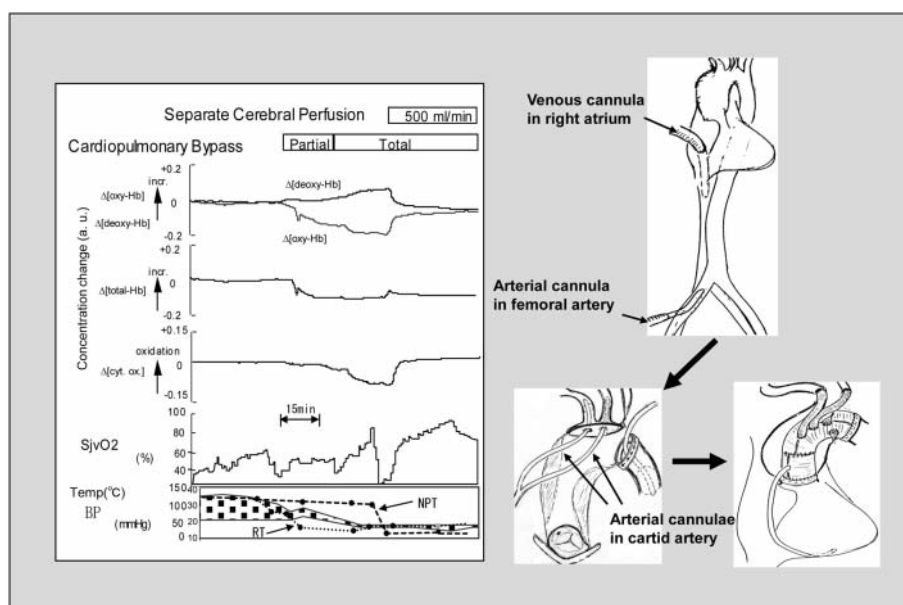 Separate Cerebral Perfusion 500 ml/min
Cardiopulmonary Bypass Partial Total
Concentration change (a. u.)
+0.2
incr.
Δ[oxy-Hb]
0
Δ[deoxy-Hb]
-0.2
Δ[deoxy-Hb]
Δ[oxy-Hb]
+0.2
incr.
Δ[total-Hb]
0
-0.2
+0.15
oxidation
Δ[cyt. ox.]
0
-0.15
15min
100
80
SjvO2
60
(%)
40
Temp(°C)
BP
(mmHg)
150
100
50
0
40
30
20
10
NPT
RT
Venous cannula
in right atrium
Arterial cannula
in femoral artery
Arterial cannulae
in cartid artery